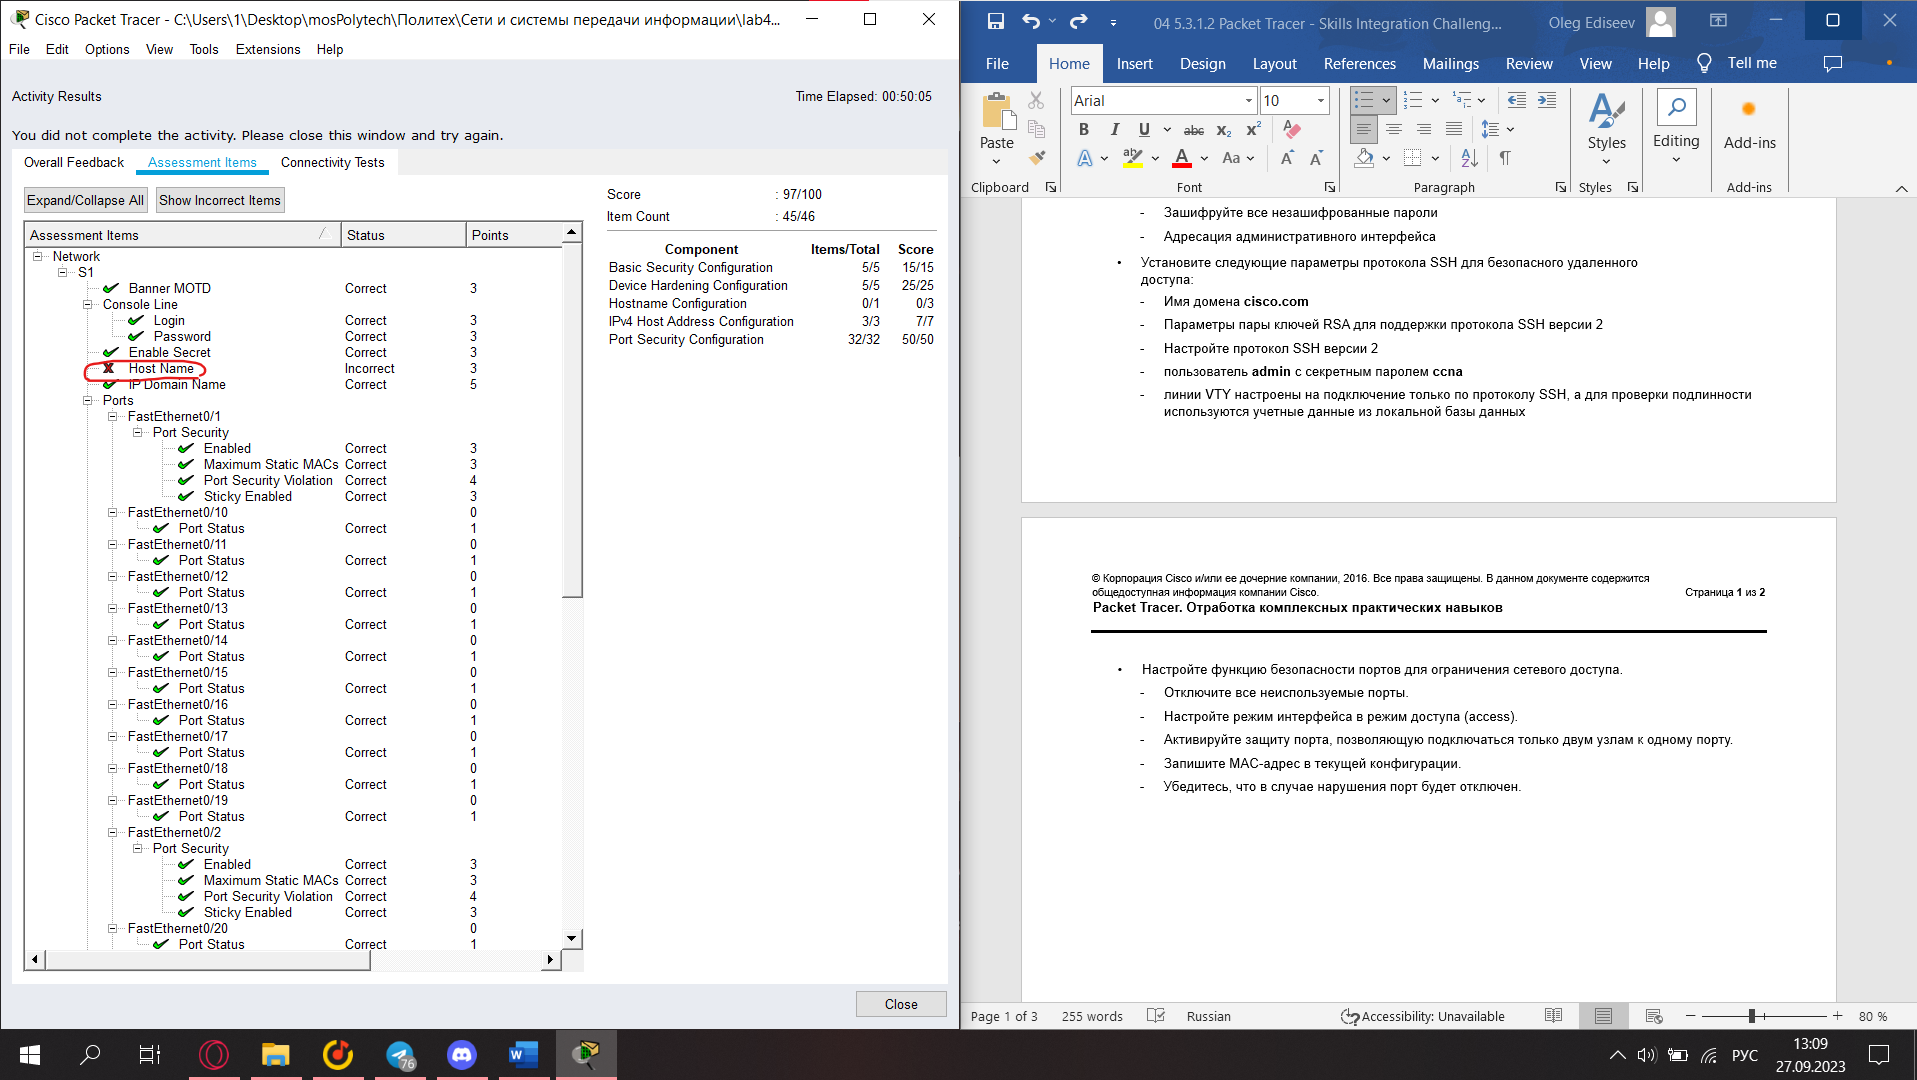 Cisco Packet Tracer - C:\Users\1\Desktop\mosPolytech\Политех\Сети и системы передачи информации\lab4...
File Edit Options View Tools Extensions Help
Activity Results
Time Elapsed: 00:50:05
You did not complete the activity. Please close this window and try again.
Overall Feedback Assessment Items Connectivity Tests
Expand/Collapse All Show Incorrect Items
Assessment Items Status Points
Network
S1
Banner MOTD Correct 3
Console Line
Login Correct 3
Password Correct 3
Enable Secret Correct 3
Host Name Incorrect 3
IP Domain Name Correct 5
Ports
FastEthernet0/1
Port Security
Enabled Correct 3
Maximum Static MACs Correct 3
Port Security Violation Correct 4
Sticky Enabled Correct 3
FastEthernet0/10 0
Port Status Correct 1
FastEthernet0/11 0
Port Status Correct 1
FastEthernet0/12 0
Port Status Correct 1
FastEthernet0/13 0
Port Status Correct 1
FastEthernet0/14 0
Port Status Correct 1
FastEthernet0/15 0
Port Status Correct 1
FastEthernet0/16 0
Port Status Correct 1
FastEthernet0/17 0
Port Status Correct 1
FastEthernet0/18 0
Port Status Correct 1
FastEthernet0/19 0
Port Status Correct 1
FastEthernet0/2
Port Security
Enabled Correct 3
Maximum Static MACs Correct 3
Port Security Violation Correct 4
Sticky Enabled Correct 3
FastEthernet0/20 0
Port Status Correct 1
Score : 97/100
Item Count : 45/46
Component Items/Total Score
Basic Security Configuration 5/5 15/15
Device Hardening Configuration 5/5 25/25
Hostname Configuration 0/1 0/3
IPv4 Host Address Configuration 3/3 7/7
Port Security Configuration 32/32 50/50
Close
04 5.3.1.2 Packet Tracer - Skills Integration Challeng...
Oleg Ediseev
File Home Insert Design Layout References Mailings Review View Help Tell me
Paste
Clipboard
Arial 10
B I U abc X₂ X²
A ab A Aa A A
Font
Paragraph
Styles
Styles
Editing
Add-ins
Add-ins
- Зашифруйте все незашифрованные пароли
- Адресация административного интерфейса
• Установите следующие параметры протокола SSH для безопасного удаленного
доступа:
- Имя домена cisco.com
- Параметры пары ключей RSA для поддержки протокола SSH версии 2
- Настройте протокол SSH версии 2
- пользователь admin с секретным паролем ccna
- линии VTY настроены на подключение только по протоколу SSH, а для проверки подлинности
используются учетные данные из локальной базы данных
© Корпорация Cisco и/или ее дочерние компании, 2016. Все права защищены. В данном документе содержится
общедоступная информация компании Cisco. Страница 1 из 2
Packet Tracer. Отработка комплексных практических навыков
• Настройте функцию безопасности портов для ограничения сетевого доступа.
- Отключите все неиспользуемые порты.
- Настройте режим интерфейса в режим доступа (access).
- Активируйте защиту порта, позволяющую подключаться только двум узлам к одному порту.
- Запишите MAC-адрес в текущей конфигурации.
- Убедитесь, что в случае нарушения порт будет отключен.
Page 1 of 3 255 words Russian Accessibility: Unavailable 80 %
76
РУС
13:09
27.09.2023